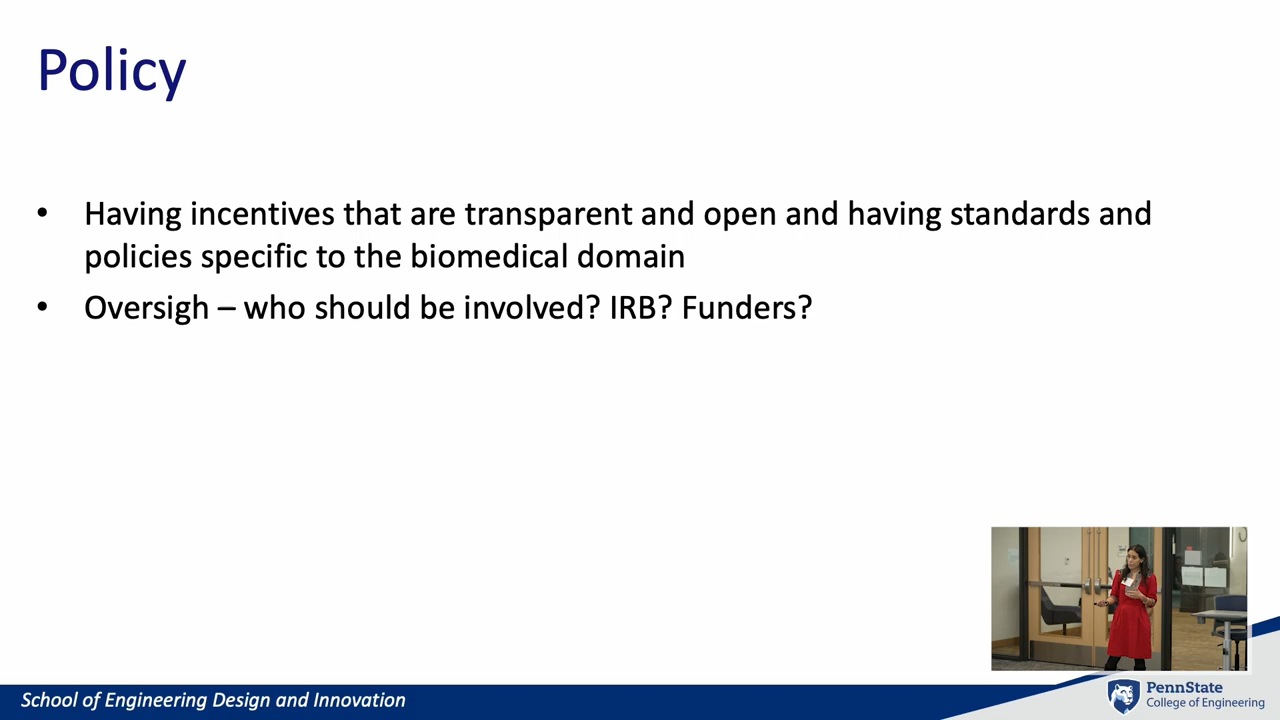 Policy
• Having incentives that are transparent and open and having standards and
policies specific to the biomedical domain
• Oversigh – who should be involved? IRB? Funders?
School of Engineering Design and Innovation
PennState
College of Engineering